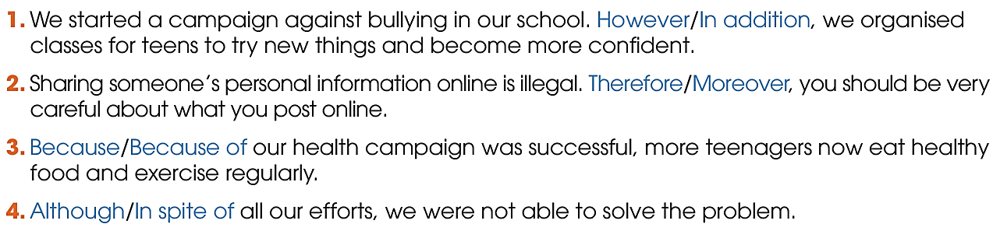 1. We started a campaign against bullying in our school. However/In addition, we organised
classes for teens to try new things and become more confident.
2. Sharing someone's personal information online is illegal. Therefore/Moreover, you should be very
careful about what you post online.
3. Because/Because of our health campaign was successful, more teenagers now eat healthy
food and exercise regularly.
4. Although/In spite of all our efforts, we were not able to solve the problem.